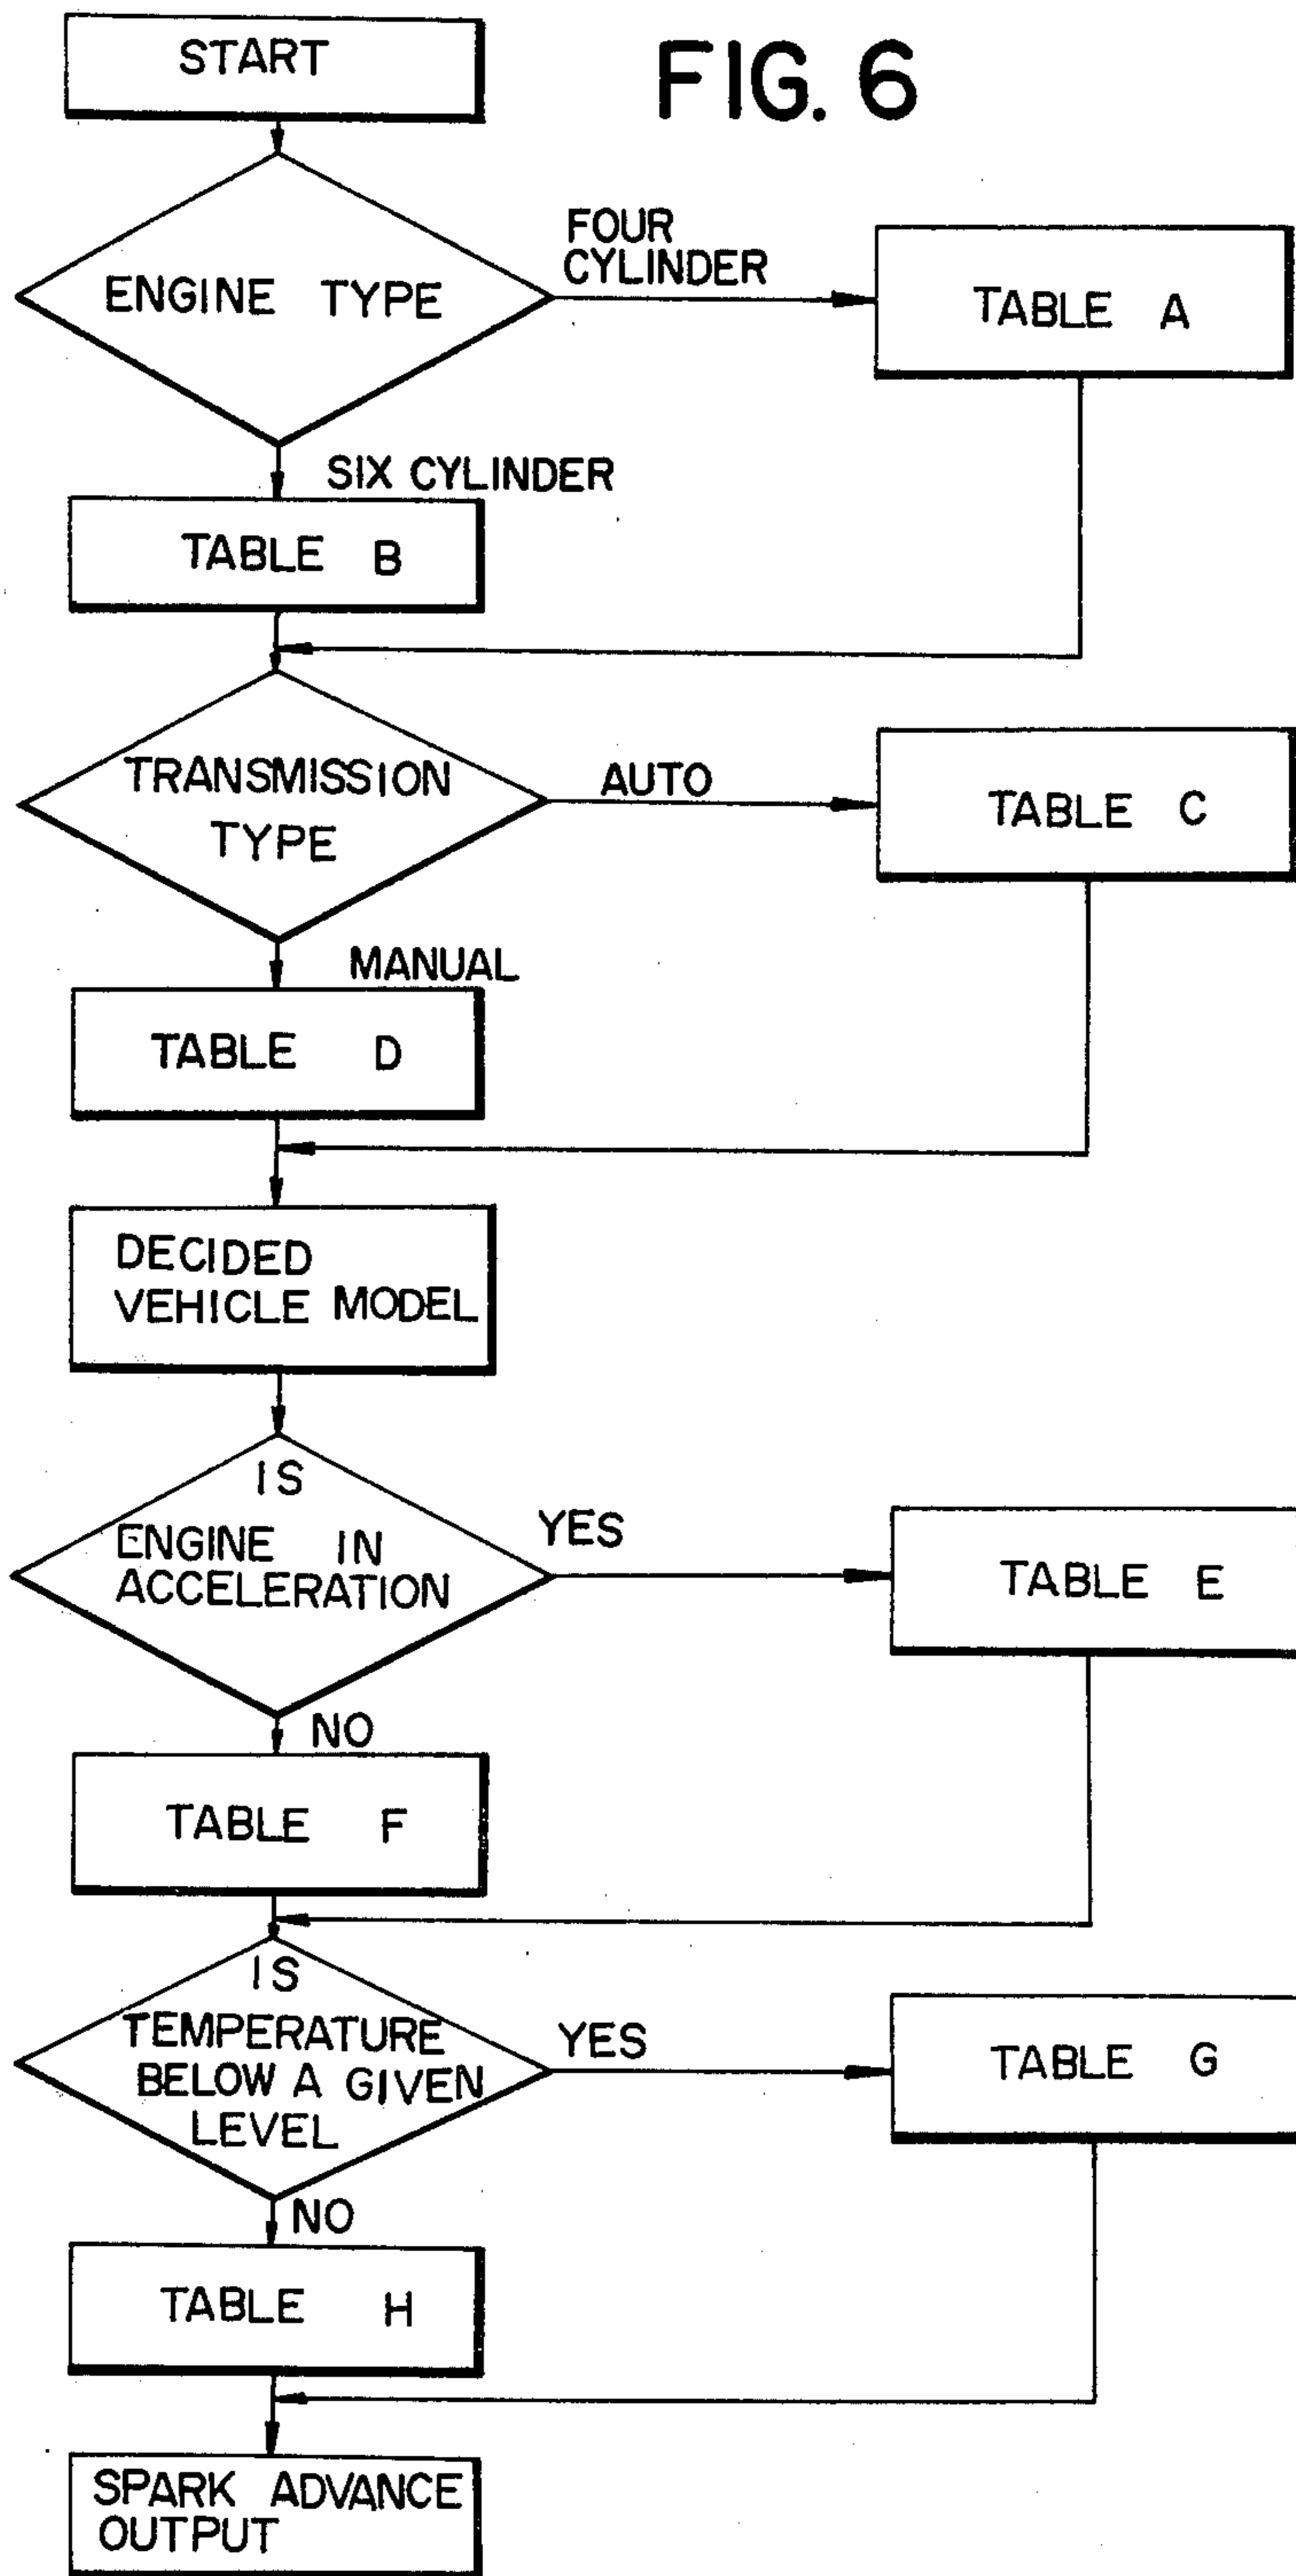 START
FIG. 6
ENGINE TYPE
FOUR
CYLINDER
TABLE A
SIX CYLINDER
TABLE B
TRANSMISSION
TYPE
AUTO
TABLE C
MANUAL
TABLE D
DECIDED
VEHICLE MODEL
IS
ENGINE IN
ACCELERATION
YES
TABLE E
NO
TABLE F
IS
TEMPERATURE
BELOW A GIVEN
LEVEL
YES
TABLE G
NO
TABLE H
SPARK ADVANCE
OUTPUT